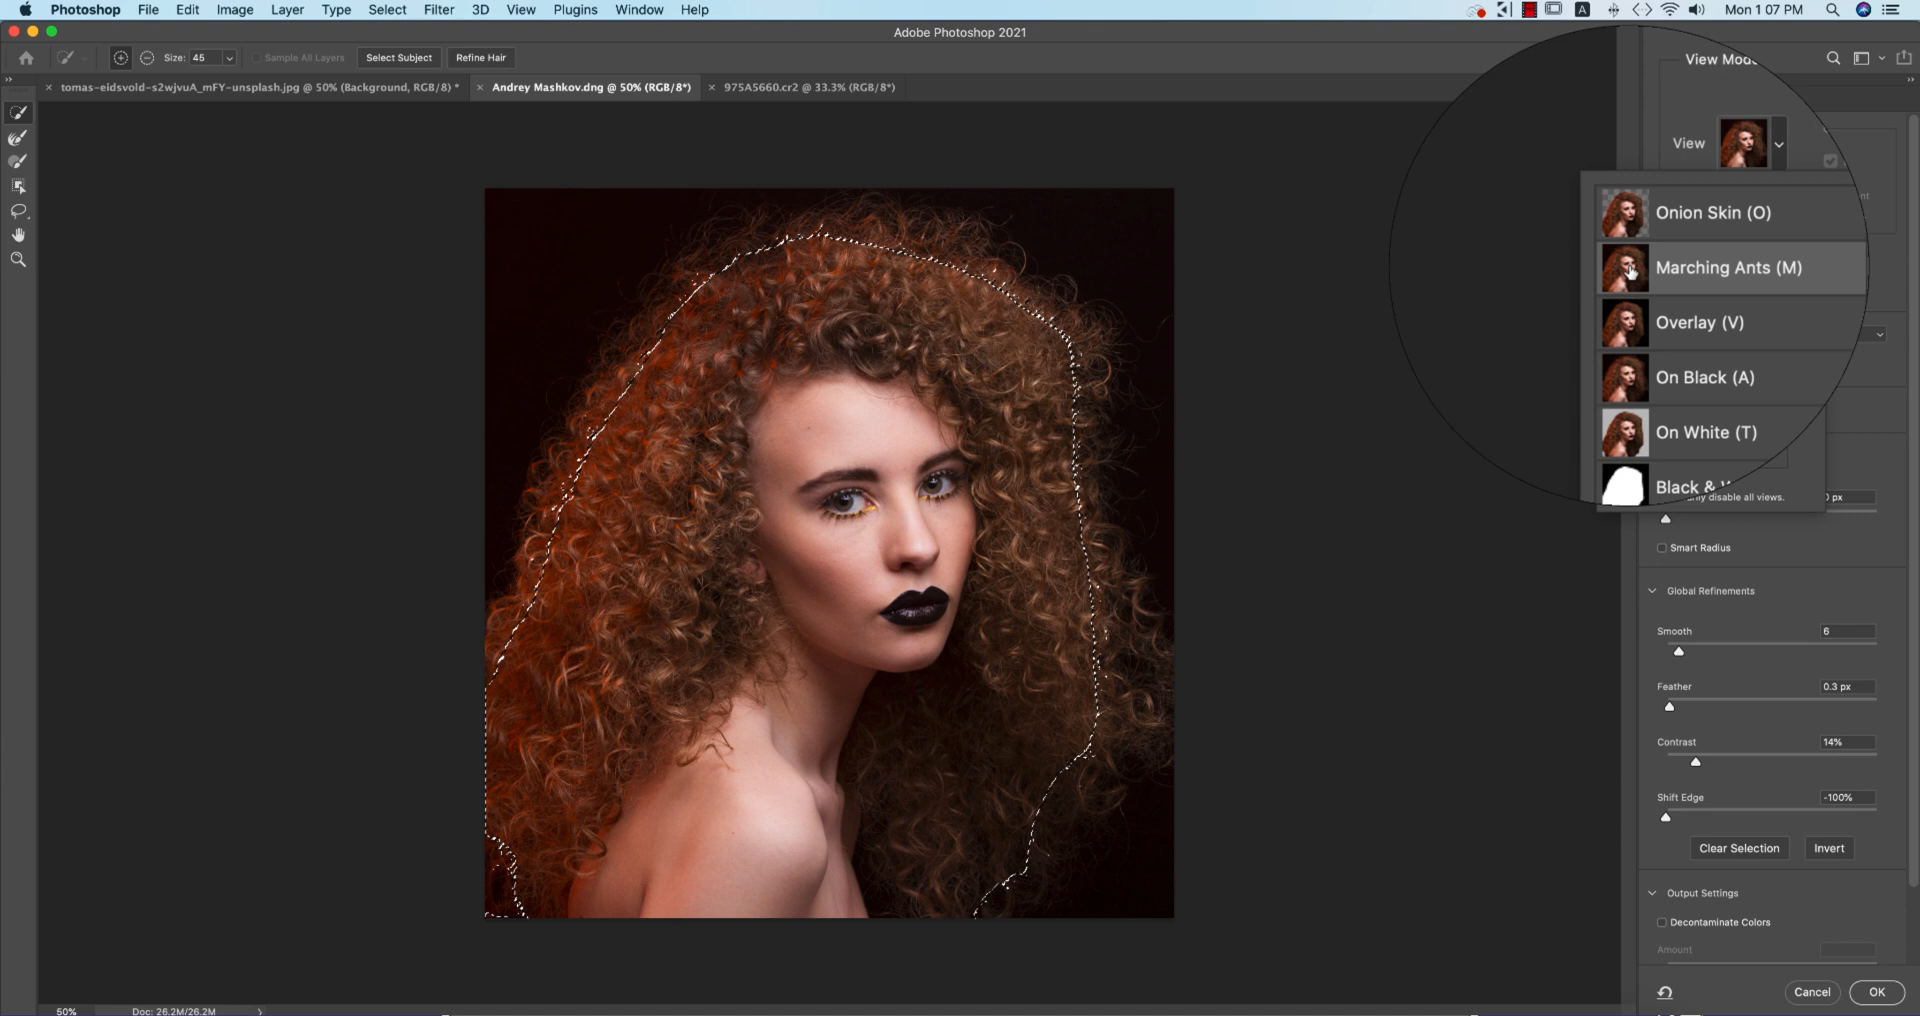 Photoshop File Edit Image Layer Type Select Filter 3D View Plugins Window Help A Mon 1 07 PM
Adobe Photoshop 2021
Size: 45 Sample All Layers Select Subject Refine Hair
tomas-eidsvold-s2wjvuA_mFY-unsplash.jpg @ 50% (Background, RGB/8) * Andrey Mashkov.dng @ 50% (RGB/8*) 975A5660.cr2 @ 33.3% (RGB/8*)
View Mode
View
Onion Skin (O)
Marching Ants (M)
Overlay (V)
On Black (A)
On White (T)
Black &
disable all views.
px
Smart Radius
Global Refinements
Smooth 6
Feather 0.3 px
Contrast 14%
Shift Edge -100%
Clear Selection Invert
Output Settings
Decontaminate Colors
Amount
Cancel OK
50% Doc: 26.2M/26.2M